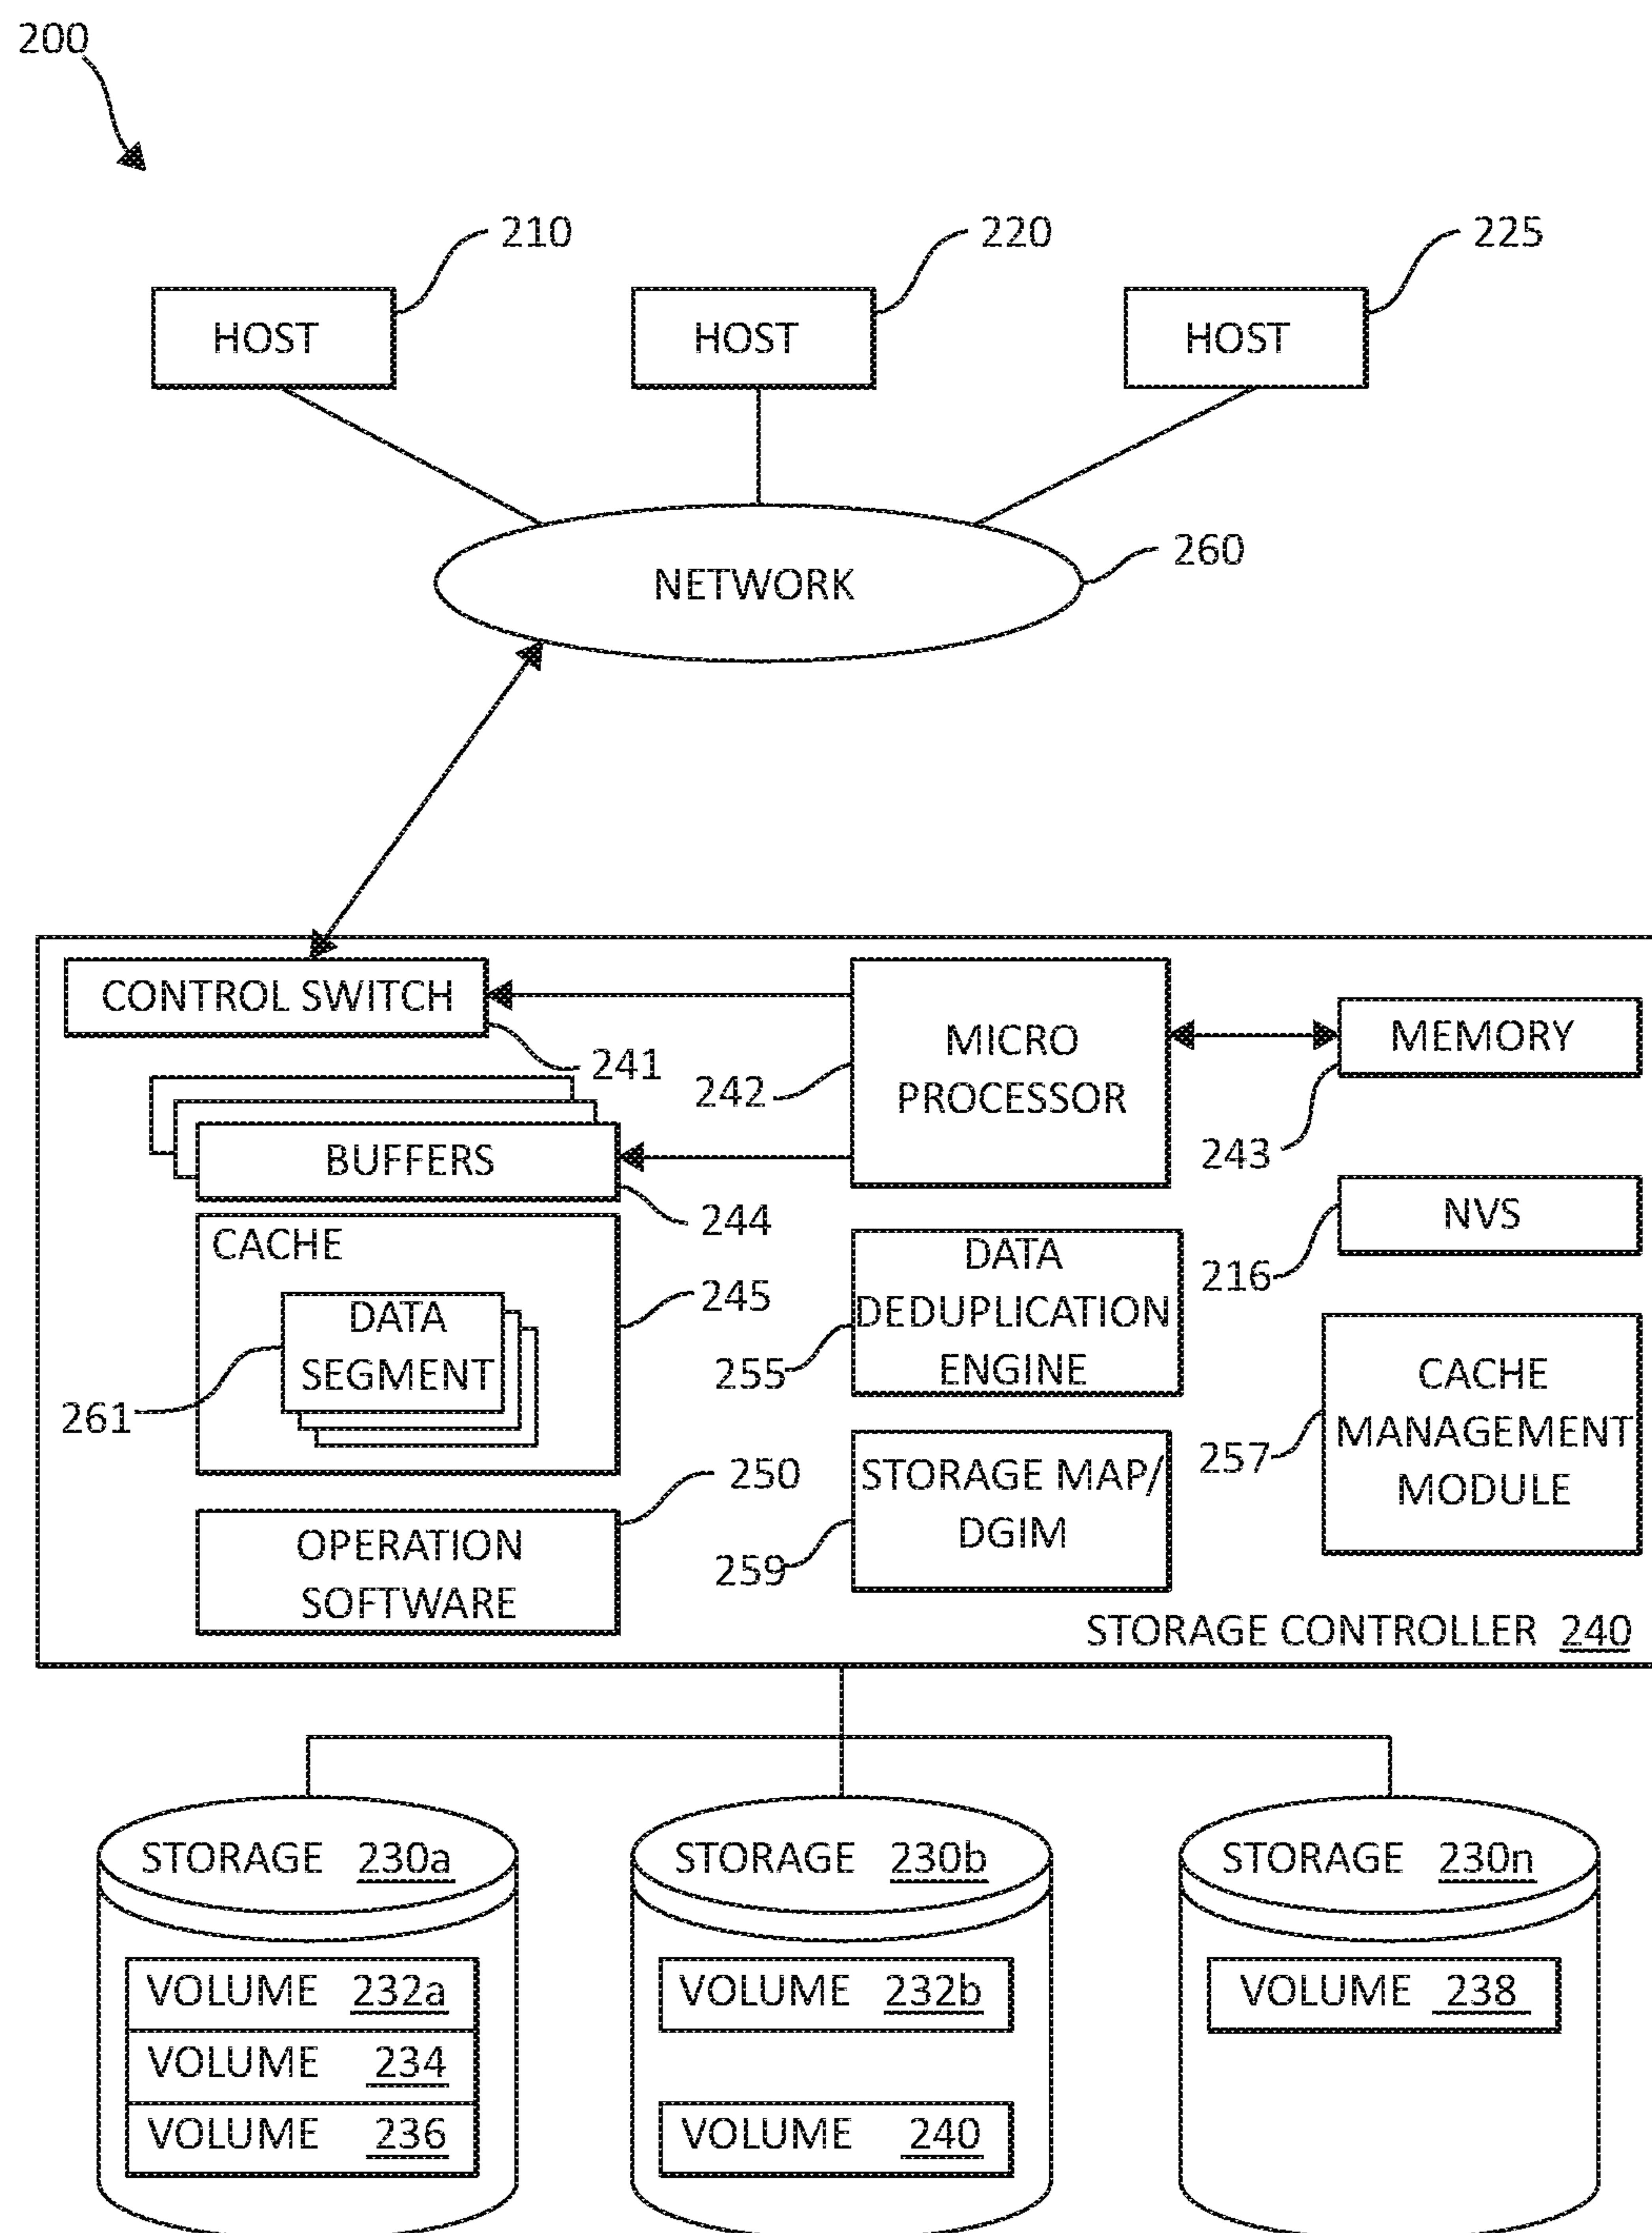 200
210
220
225
HOST
HOST
HOST
260
NETWORK
CONTROL SWITCH
241
MICRO
PROCESSOR
242
MEMORY
243
BUFFERS
244
NVS
216
CACHE
245
DATA
SEGMENT
261
DATA
DEDUPLICATION
ENGINE
255
CACHE
MANAGEMENT
MODULE
257
250
OPERATION
SOFTWARE
STORAGE MAP/
DGIM
259
STORAGE CONTROLLER 240
STORAGE 230a
VOLUME 232a
VOLUME 234
VOLUME 236
STORAGE 230b
VOLUME 232b
VOLUME 240
STORAGE 230n
VOLUME 238